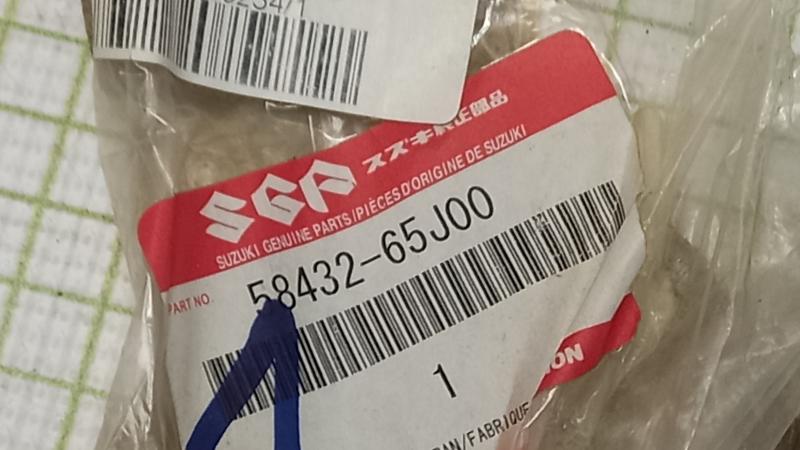 SGP スズキ純正部品
SUZUKI GENUINE PARTS/PIÈCES D'ORIGINE DE SUZUKI
PART NO. 58432-65J00
1